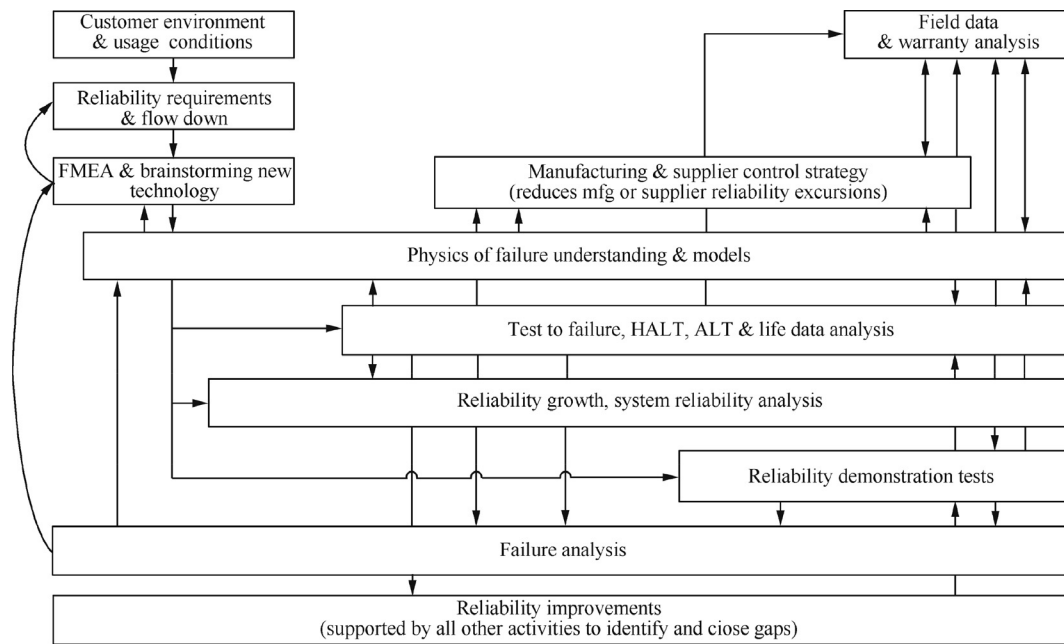 Customer environment
& usage conditions
Field data
& warranty analysis
Reliability requirements
& flow down
FMEA & brainstorming new
technology
Manufacturing & supplier control strategy
(reduces mfg or supplier reliability excursions)
Physics of failure understanding & models
Test to failure, HALT, ALT & life data analysis
Reliability growth, system reliability analysis
Reliability demonstration tests
Failure analysis
Reliability improvements
(supported by all other activities to identify and ciose gaps)